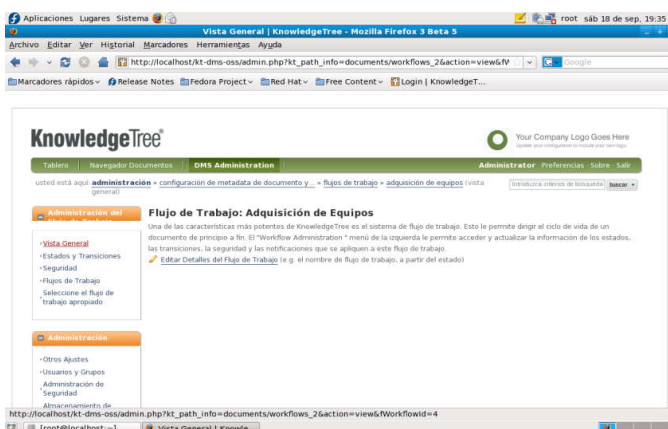 Aplicaciones Lugares Sistema root sáb 18 de sep, 19:35
Vista General | KnowledgeTree - Mozilla Firefox 3 Beta 5
Archivo Editar Ver Historial Marcadores Herramientas Ayuda
http://localhost/kt-dms-oss/admin.php?kt_path_info=documents/workflows_2&action=view&fW Google
Marcadores rápidos Release Notes Fedora Project Red Hat Free Content Login | KnowledgeT...
KnowledgeTree® Your Company Logo Goes Here
Update your configuration to include your own logo.
Tablero Navegador Documentos DMS Administration Administrator · Preferencias · Sobre · Salir
usted está aquí: administración » configuración de metadata de documento y... » flujos de trabajo » adquisición de equipos (vista general)
Introduzca criterios de búsqueda buscar
Administración del Flujo de Trabajo
Vista General
Estados y Transiciones
Seguridad
Flujos de Trabajo
Seleccione el flujo de
trabajo apropiado
Flujo de Trabajo: Adquisición de Equipos
Una de las características más potentes de KnowledgeTree es el sistema de flujo de trabajo. Esto le permite dirigir el ciclo de vida de un
documento de principio a fin. El "Workflow Administration " menú de la izquierda le permite acceder y actualizar la información de los estados,
las transiciones, la seguridad y las notificaciones que se apliquen a este flujo de trabajo.
Editar Detalles del Flujo de Trabajo (e.g. el nombre de flujo de trabajo, a partir del estado)
Administración
Otros Ajustes
Usuarios y Grupos
Administración de
Seguridad
Almacenamiento de
http://localhost/kt-dms-oss/admin.php?kt_path_info=documents/workflows_2&action=view&fWorkflowId=4
[root@localhost:~] Vista General | Knowle...